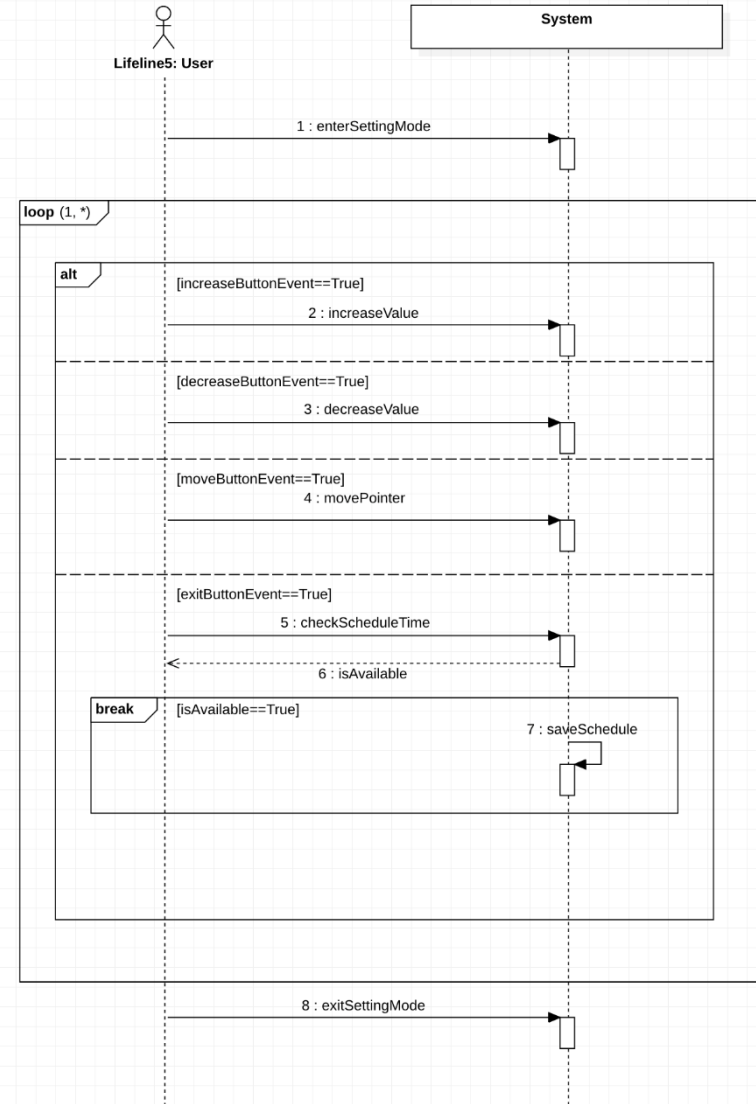 System
Lifeline5: User
1 : enterSettingMode
loop (1, *)
alt
[increaseButtonEvent==True]
2 : increaseValue
[decreaseButtonEvent==True]
3 : decreaseValue
[moveButtonEvent==True]
4 : movePointer
[exitButtonEvent==True]
5 : checkScheduleTime
6 : isAvailable
break [isAvailable==True]
7 : saveSchedule
8 : exitSettingMode